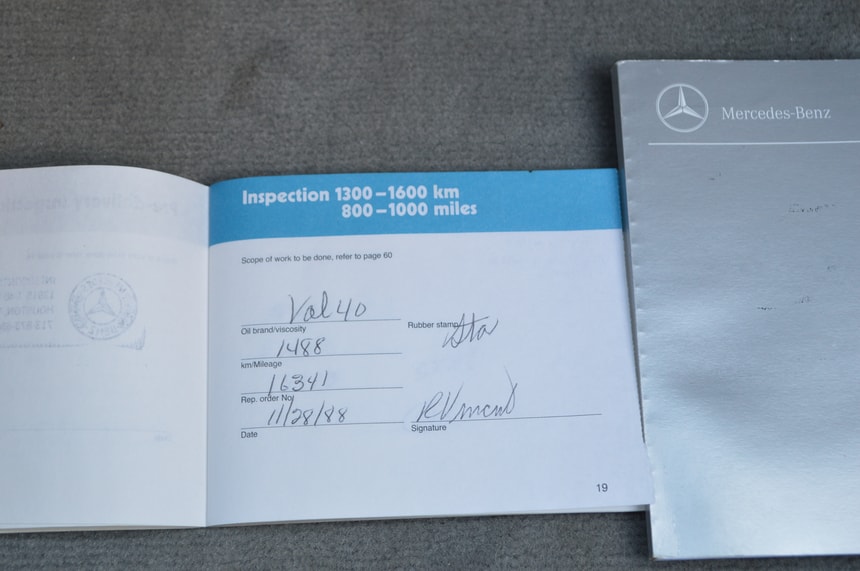 Inspection 1300–1600 km
800–1000 miles
Scope of work to be done, refer to page 60
Val 40
Oil brand/viscosity
Rubber stamp
1488
km/Mileage
16341
Rep. order No
11/28/88
Date
Signature
19
Mercedes-Benz